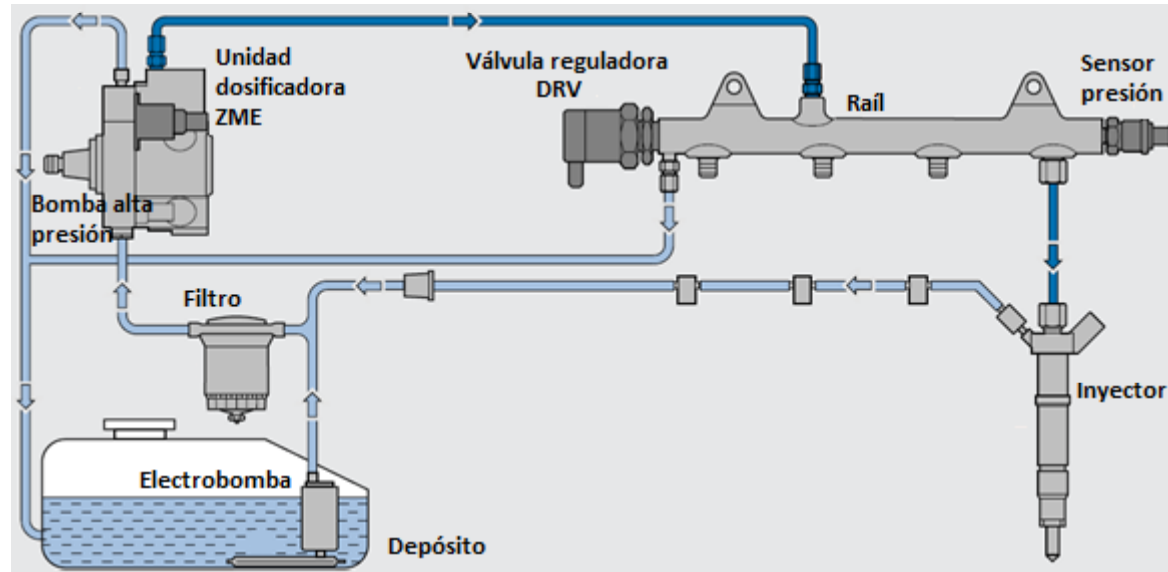 Unidad
dosificadora
ZME
Válvula reguladora
DRV
Raíl
Sensor
presión
Bomba alta
presión
Filtro
Inyector
Electrobomba
Depósito